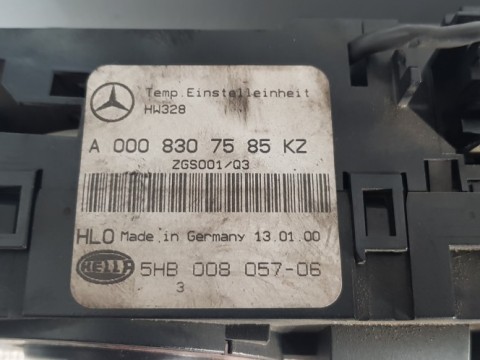 Temp.Einstelleinheit
HW328
A 000 830 75 85 KZ
ZGS001/Q3
HLO Made in Germany 13.01.00
HELLA 5HB 008 057-06
3